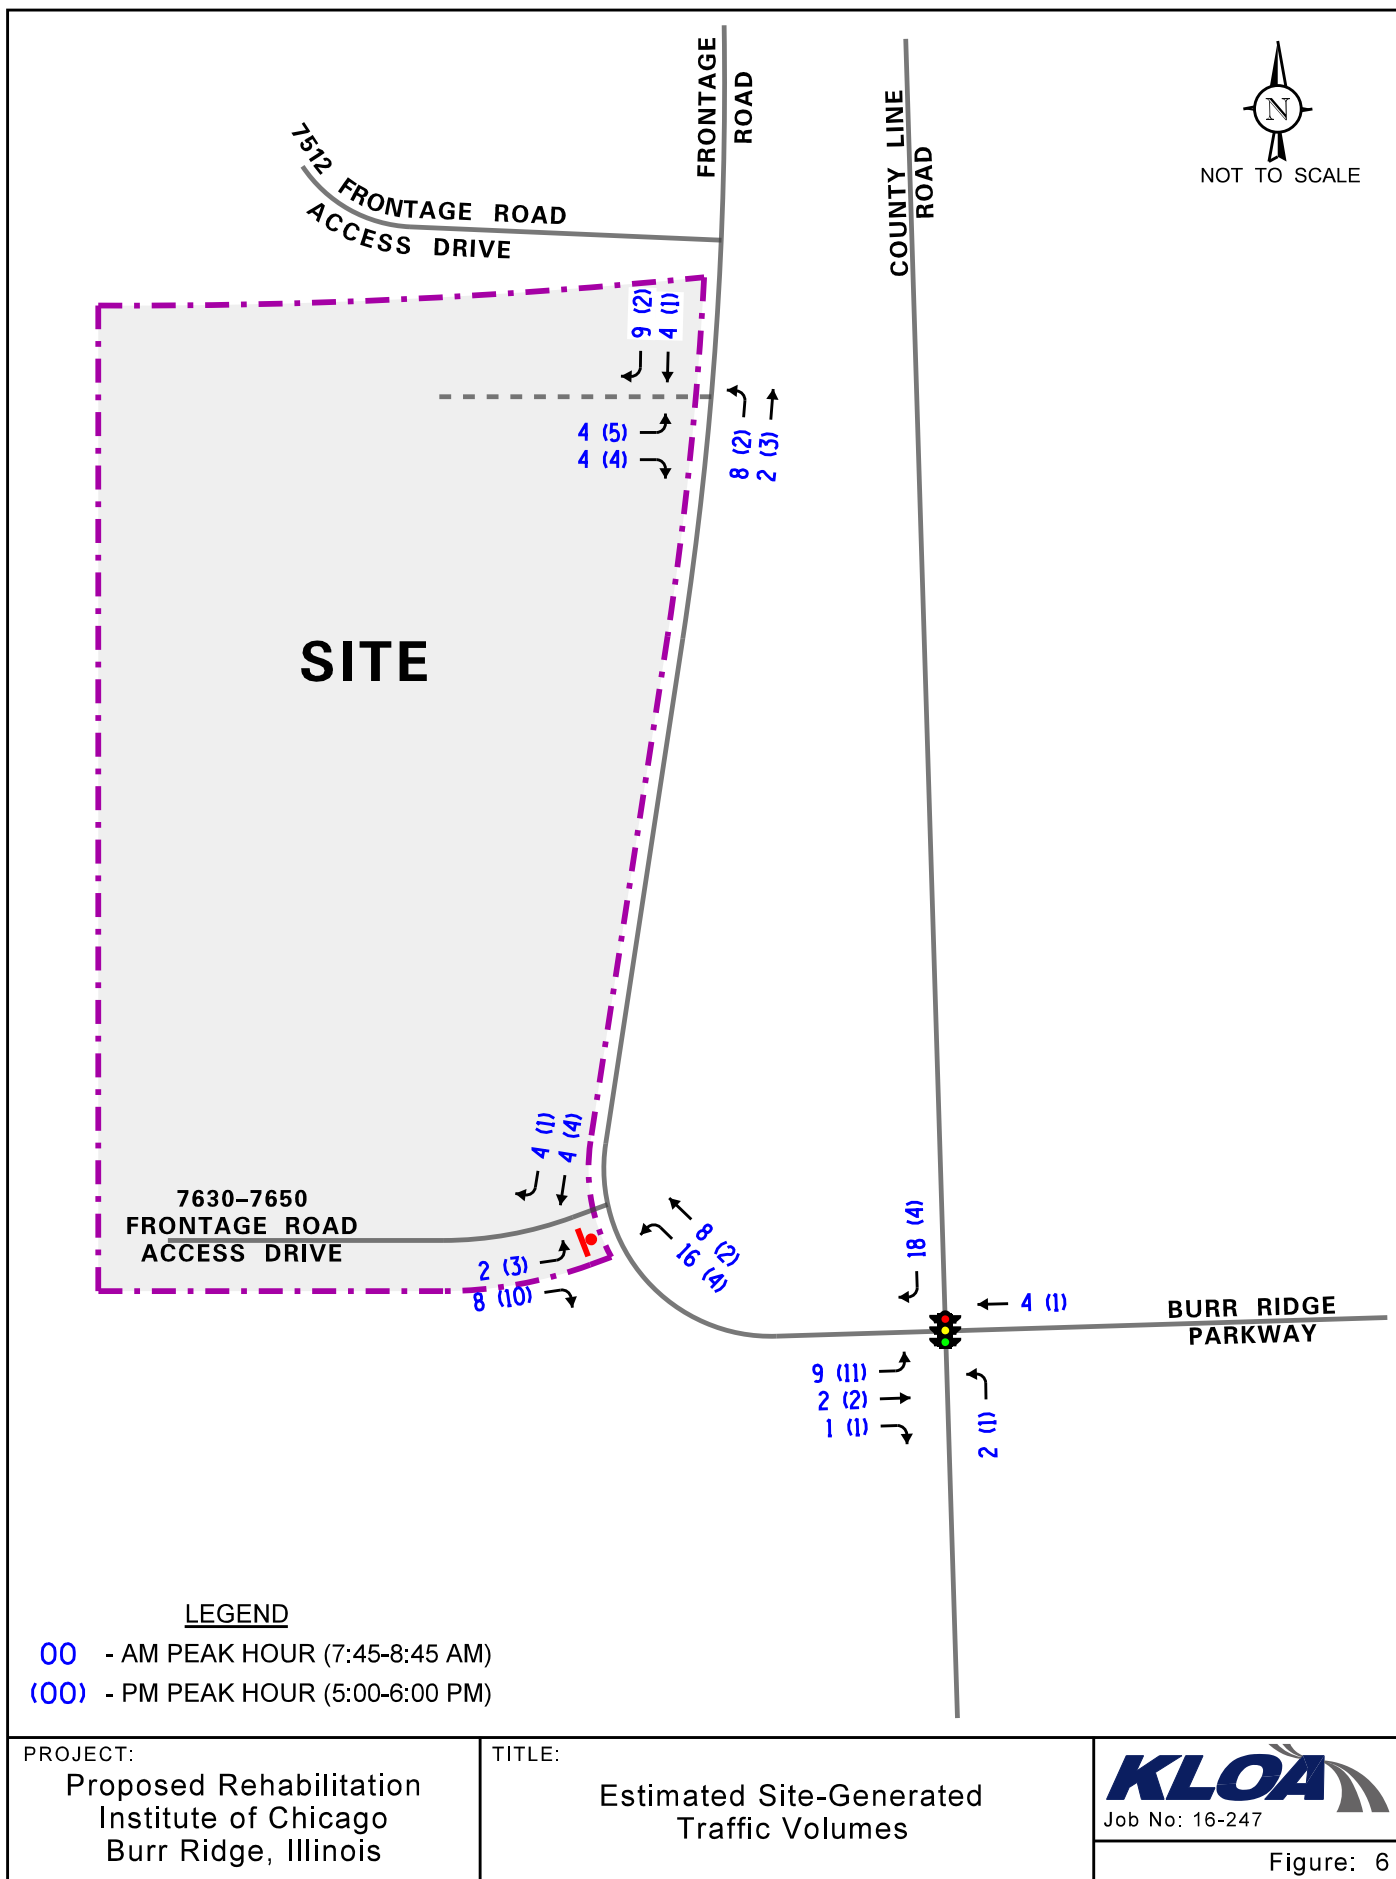 FRONTAGE
ROAD
COUNTY LINE
ROAD
N
NOT TO SCALE
7512 FRONTAGE ROAD
ACCESS DRIVE
9 (2)
4 (1)
4 (5)
4 (4)
8 (2)
2 (3)
SITE
4 (1)
4 (4)
7630-7650
FRONTAGE ROAD
ACCESS DRIVE
2 (3)
8 (10)
8 (2)
16 (4)
18 (4)
4 (1)
BURR RIDGE
PARKWAY
9 (11)
2 (2)
1 (1)
2 (1)
LEGEND
00 - AM PEAK HOUR (7:45-8:45 AM)
(00) - PM PEAK HOUR (5:00-6:00 PM)
PROJECT:
Proposed Rehabilitation
Institute of Chicago
Burr Ridge, Illinois
TITLE:
Estimated Site-Generated
Traffic Volumes
KLOA
Job No: 16-247
Figure: 6